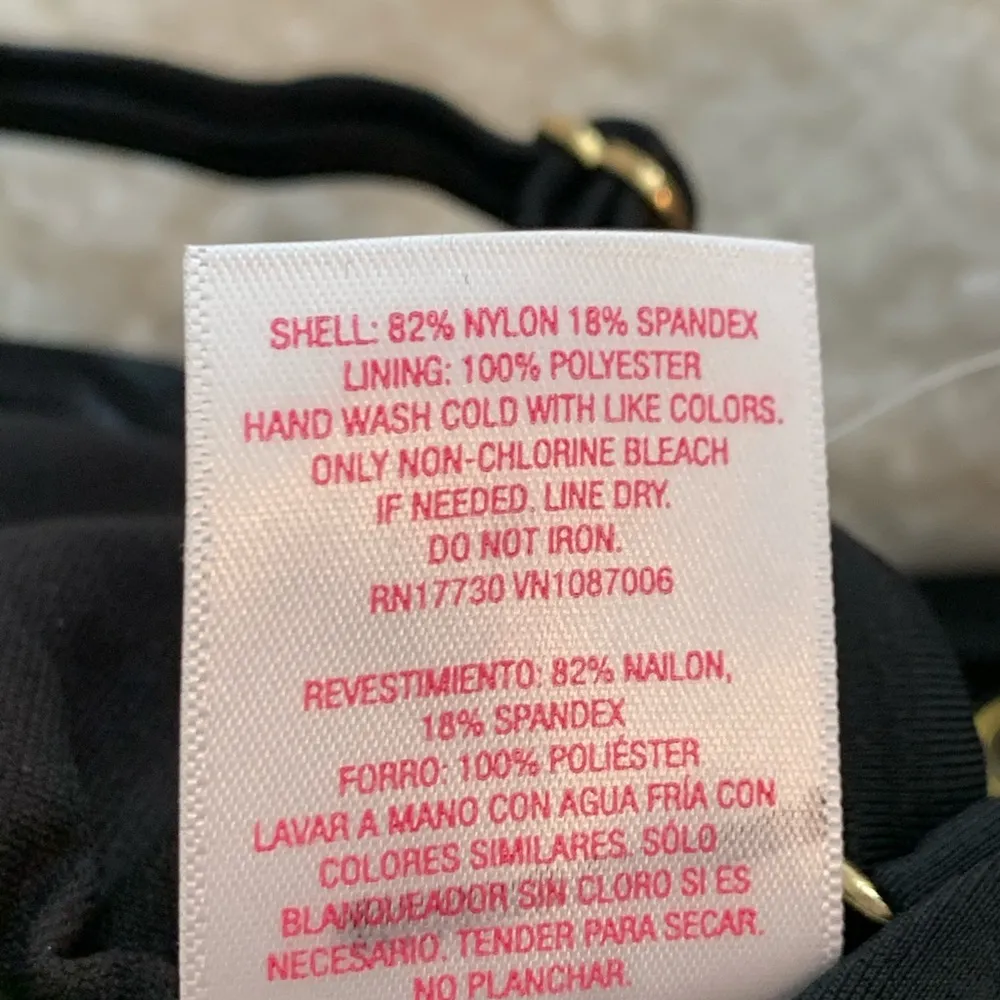 SHELL: 82% NYLON 18% SPANDEX
LINING: 100% POLYESTER
HAND WASH COLD WITH LIKE COLORS.
ONLY NON-CHLORINE BLEACH
IF NEEDED. LINE DRY.
DO NOT IRON.
RN17730 VN1087006
REVESTIMIENTO: 82% NAILON,
18% SPANDEX
FORRO: 100% POLIÉSTER
LAVAR A MANO CON AGUA FRÍA CON
COLORES SIMILARES. SÓLO
BLANQUEADOR SIN CLORO SI ES
NECESARIO. TENDER PARA SECAR.
NO PLANCHAR.